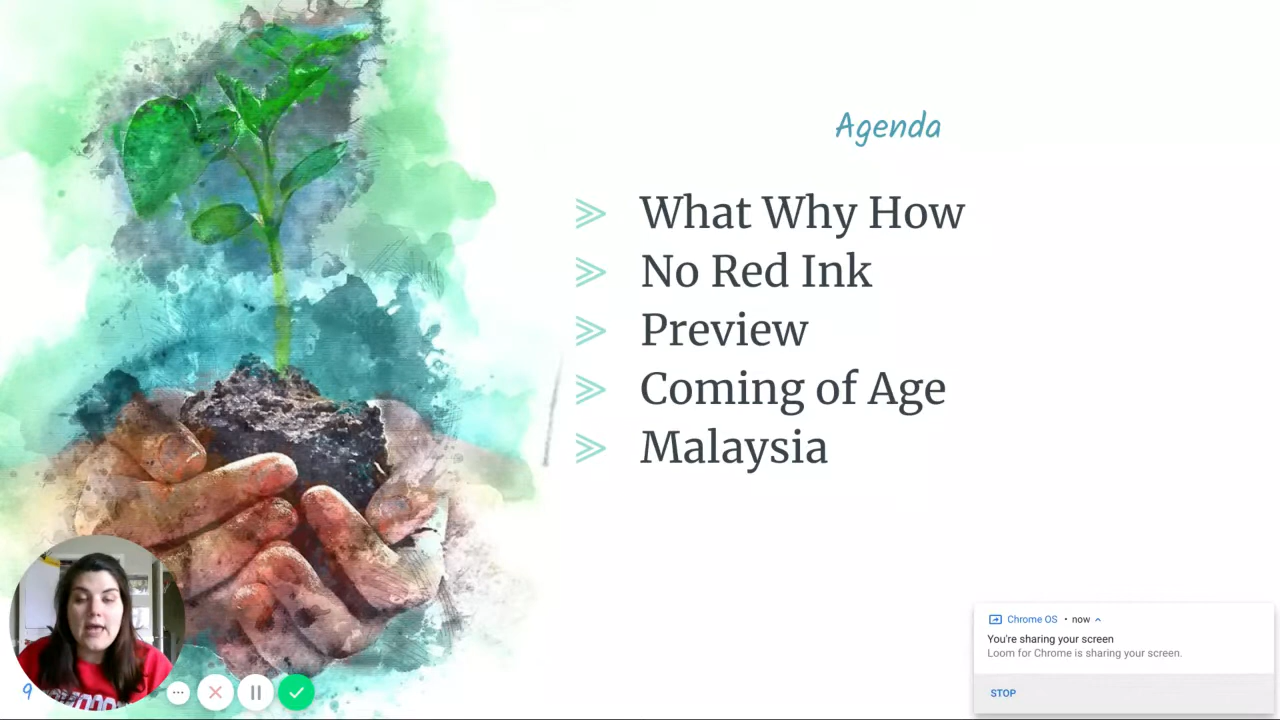 Agenda
What Why How
No Red Ink
Preview
Coming of Age
Malaysia
9
Chrome OS • now
You're sharing your screen
Loom for Chrome is sharing your screen.
STOP